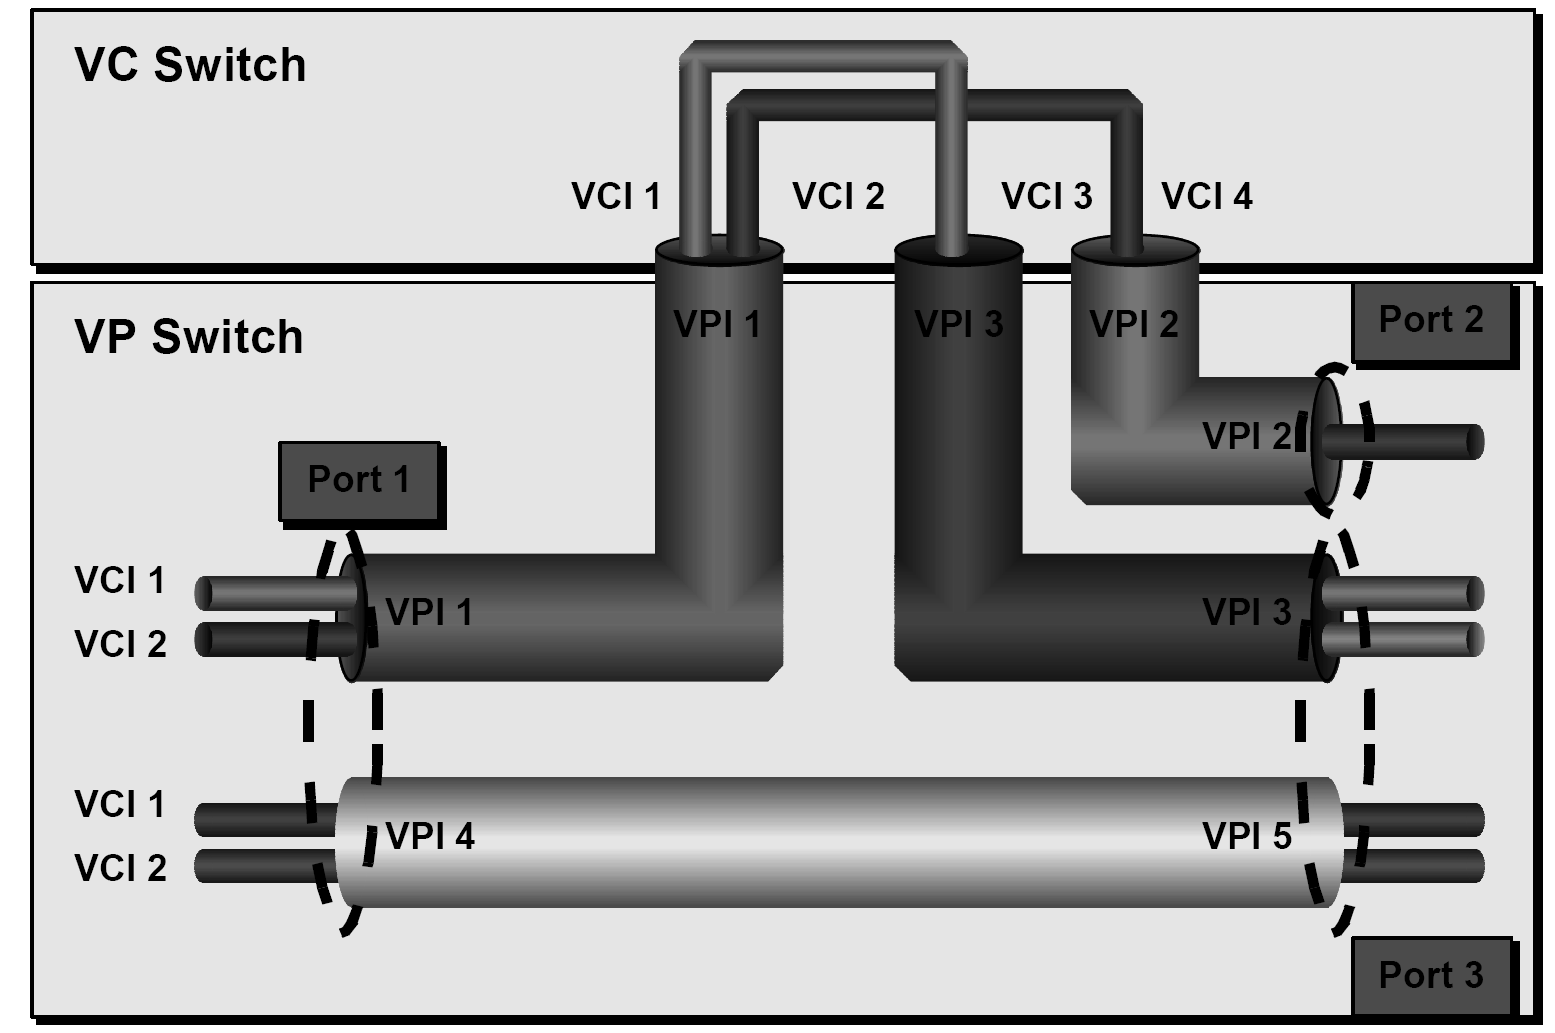 VC Switch
VCI 1
VCI 2
VCI 3
VCI 4
VPI 1
VPI 3
VPI 2
Port 2
VP Switch
VPI 2
Port 1
VCI 1
VCI 2
VPI 1
VPI 3
VCI 1
VCI 2
VPI 4
VPI 5
Port 3